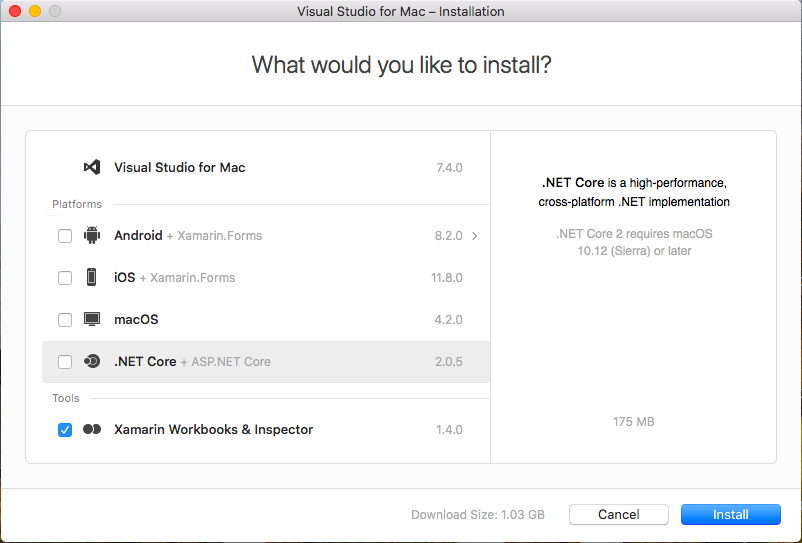 Visual Studio for Mac – Installation
What would you like to install?
Visual Studio for Mac 7.4.0
Platforms
Android + Xamarin.Forms 8.2.0
iOS + Xamarin.Forms 11.8.0
macOS 4.2.0
.NET Core + ASP.NET Core 2.0.5
Tools
Xamarin Workbooks & Inspector 1.4.0
.NET Core is a high-performance,
cross-platform .NET implementation
.NET Core 2 requires macOS
10.12 (Sierra) or later
175 MB
Download Size: 1.03 GB Cancel Install